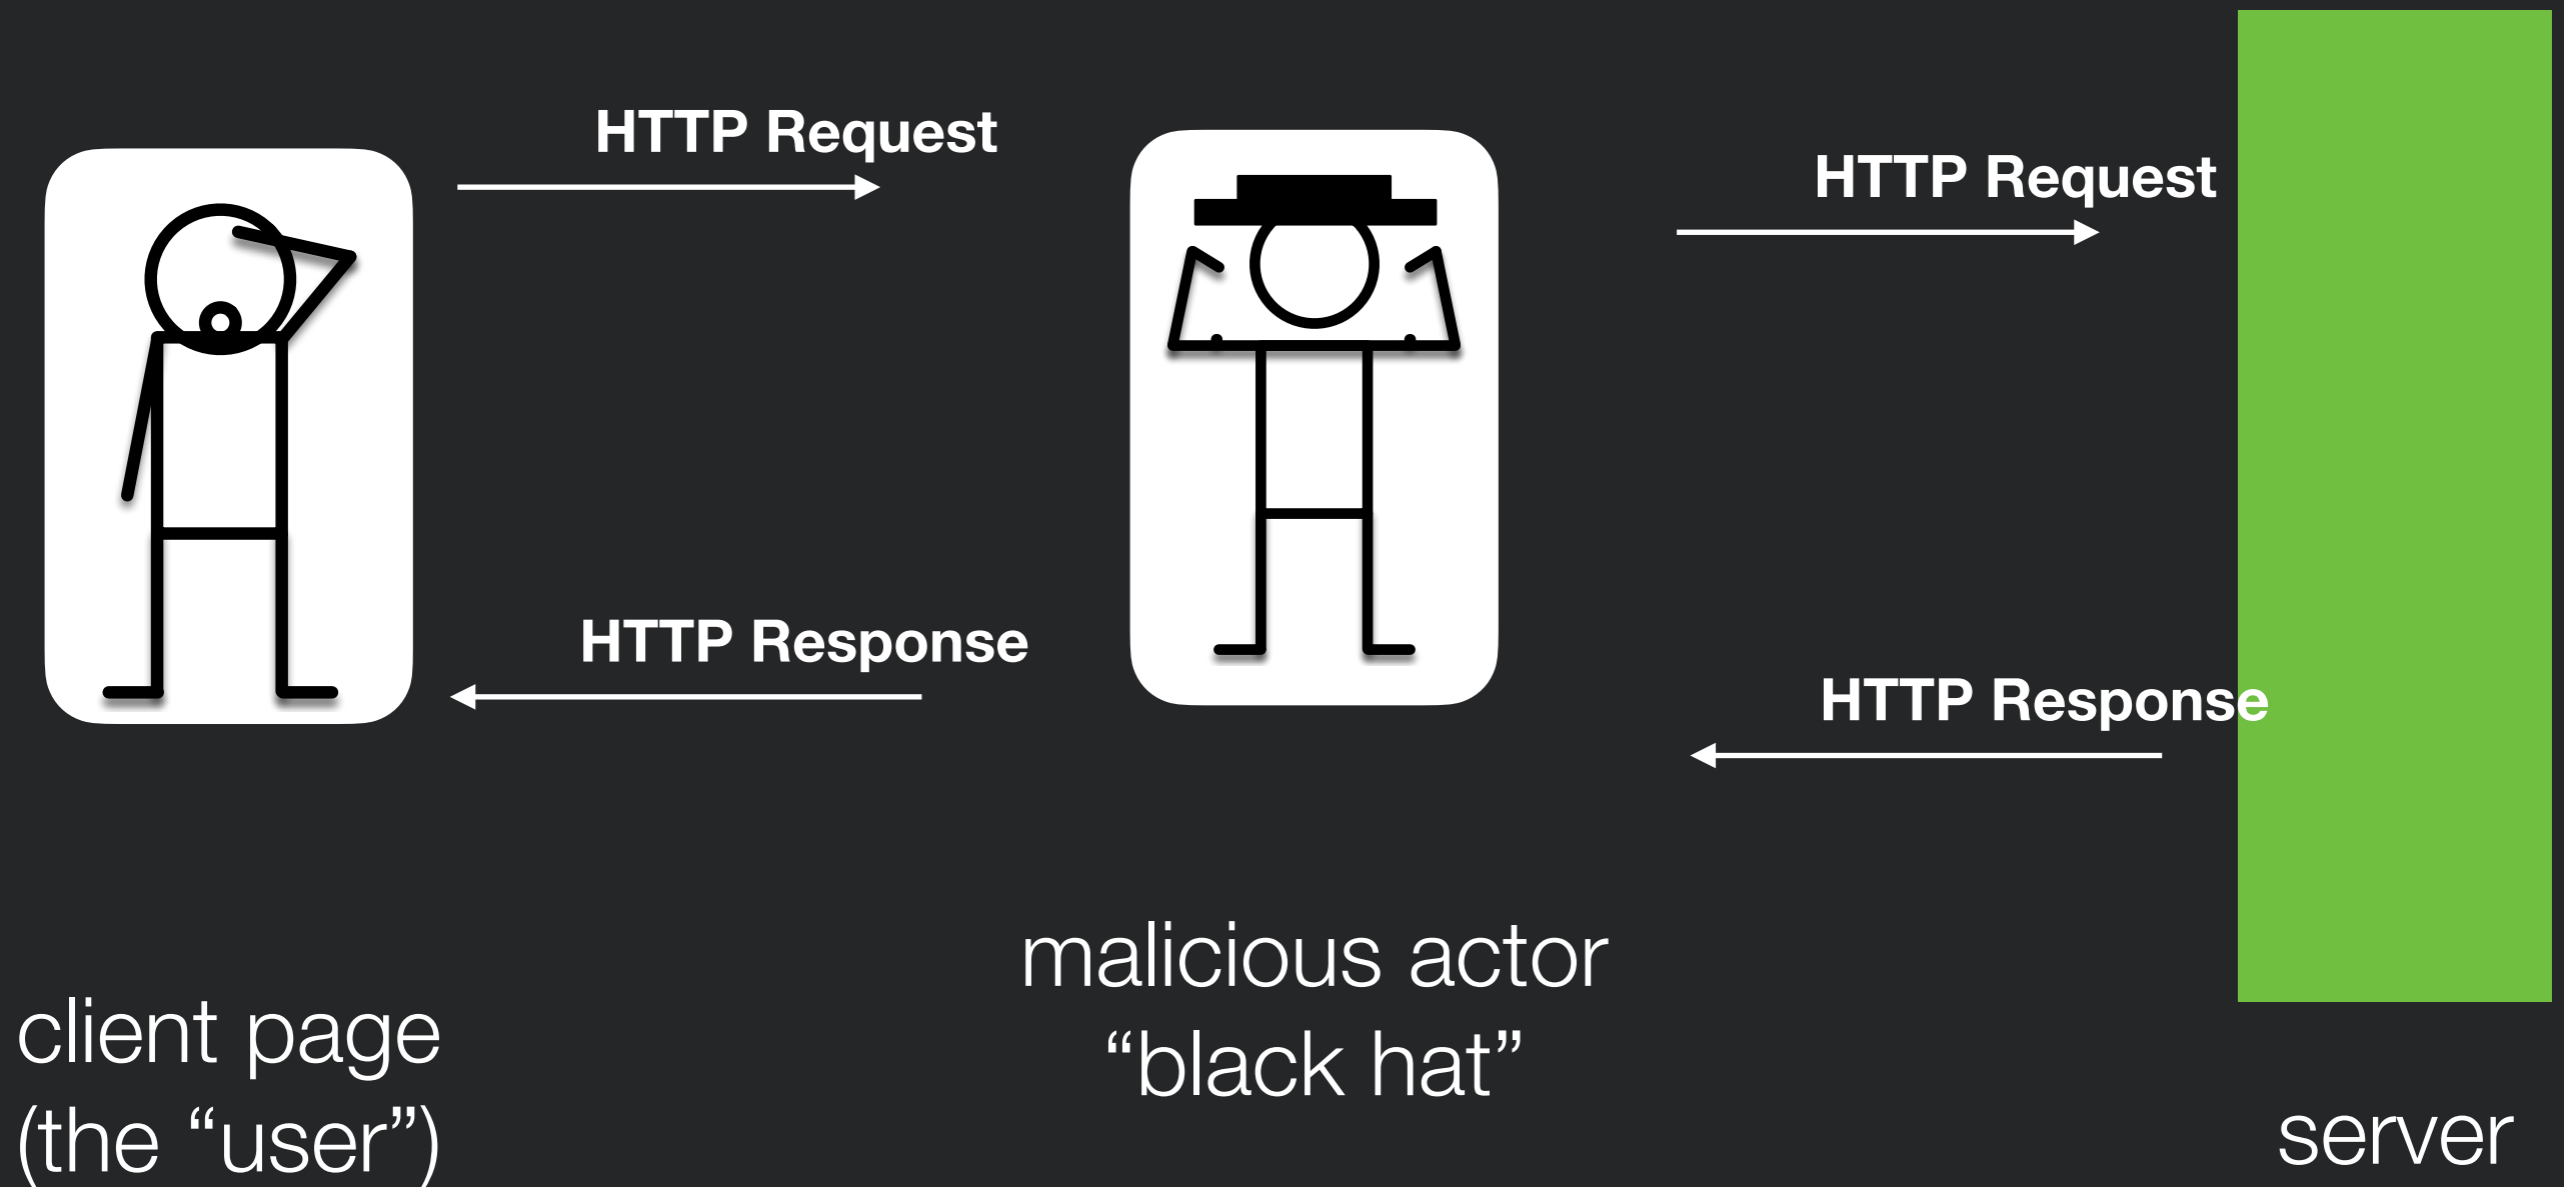 HTTP Request
HTTP Request
HTTP Response
HTTP Response
malicious actor
“black hat”
client page
(the “user”)
server